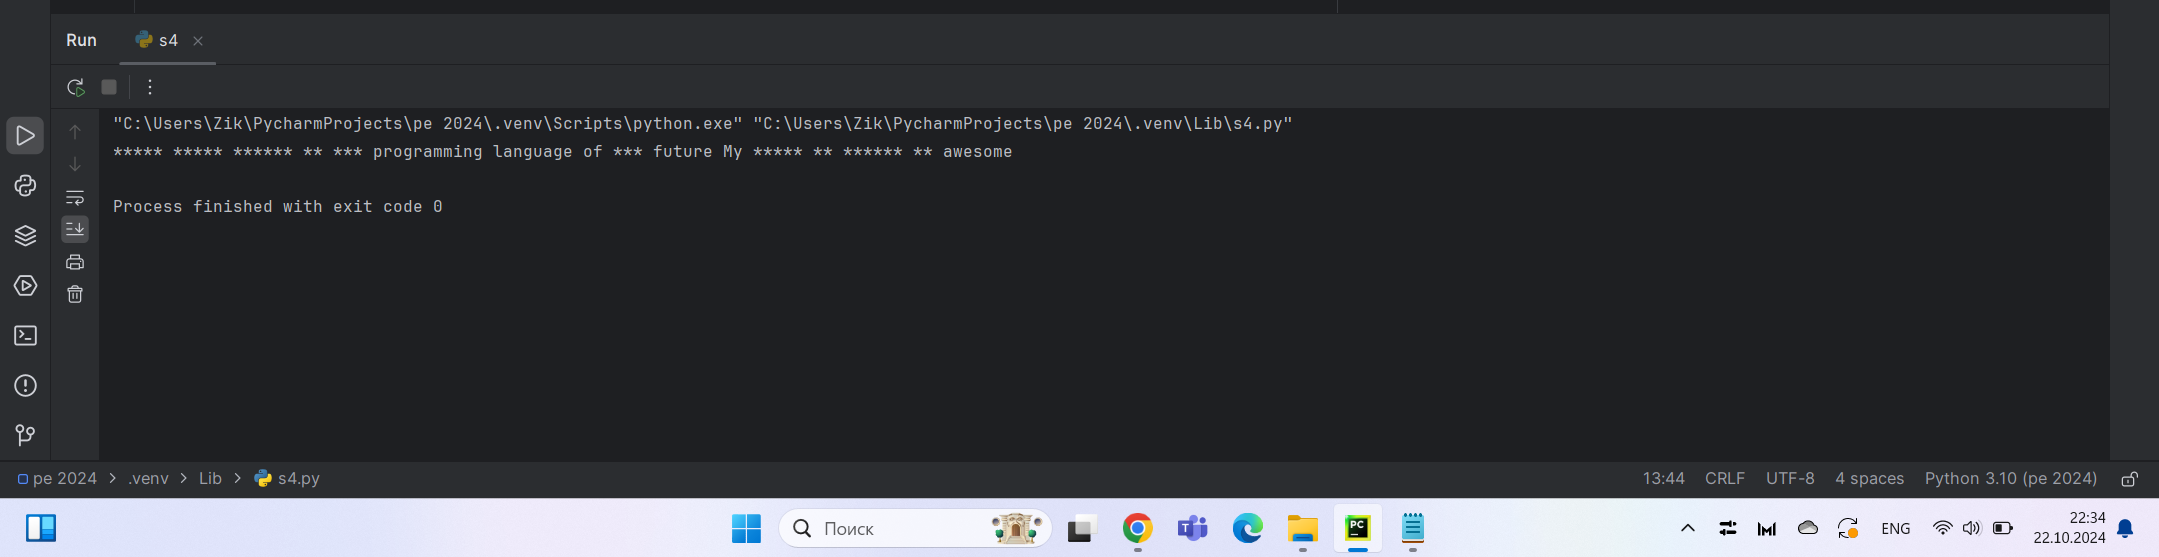 Run s4
"C:\Users\Zik\PycharmProjects\pe 2024\.venv\Scripts\python.exe" "C:\Users\Zik\PycharmProjects\pe 2024\.venv\Lib\s4.py"
***** ***** ****** ** *** programming language of *** future My ***** ** ****** ** awesome
Process finished with exit code 0
pe 2024 > .venv > Lib > s4.py 13:44 CRLF UTF-8 4 spaces Python 3.10 (pe 2024)
Поиск PC ENG 22:34
22.10.2024